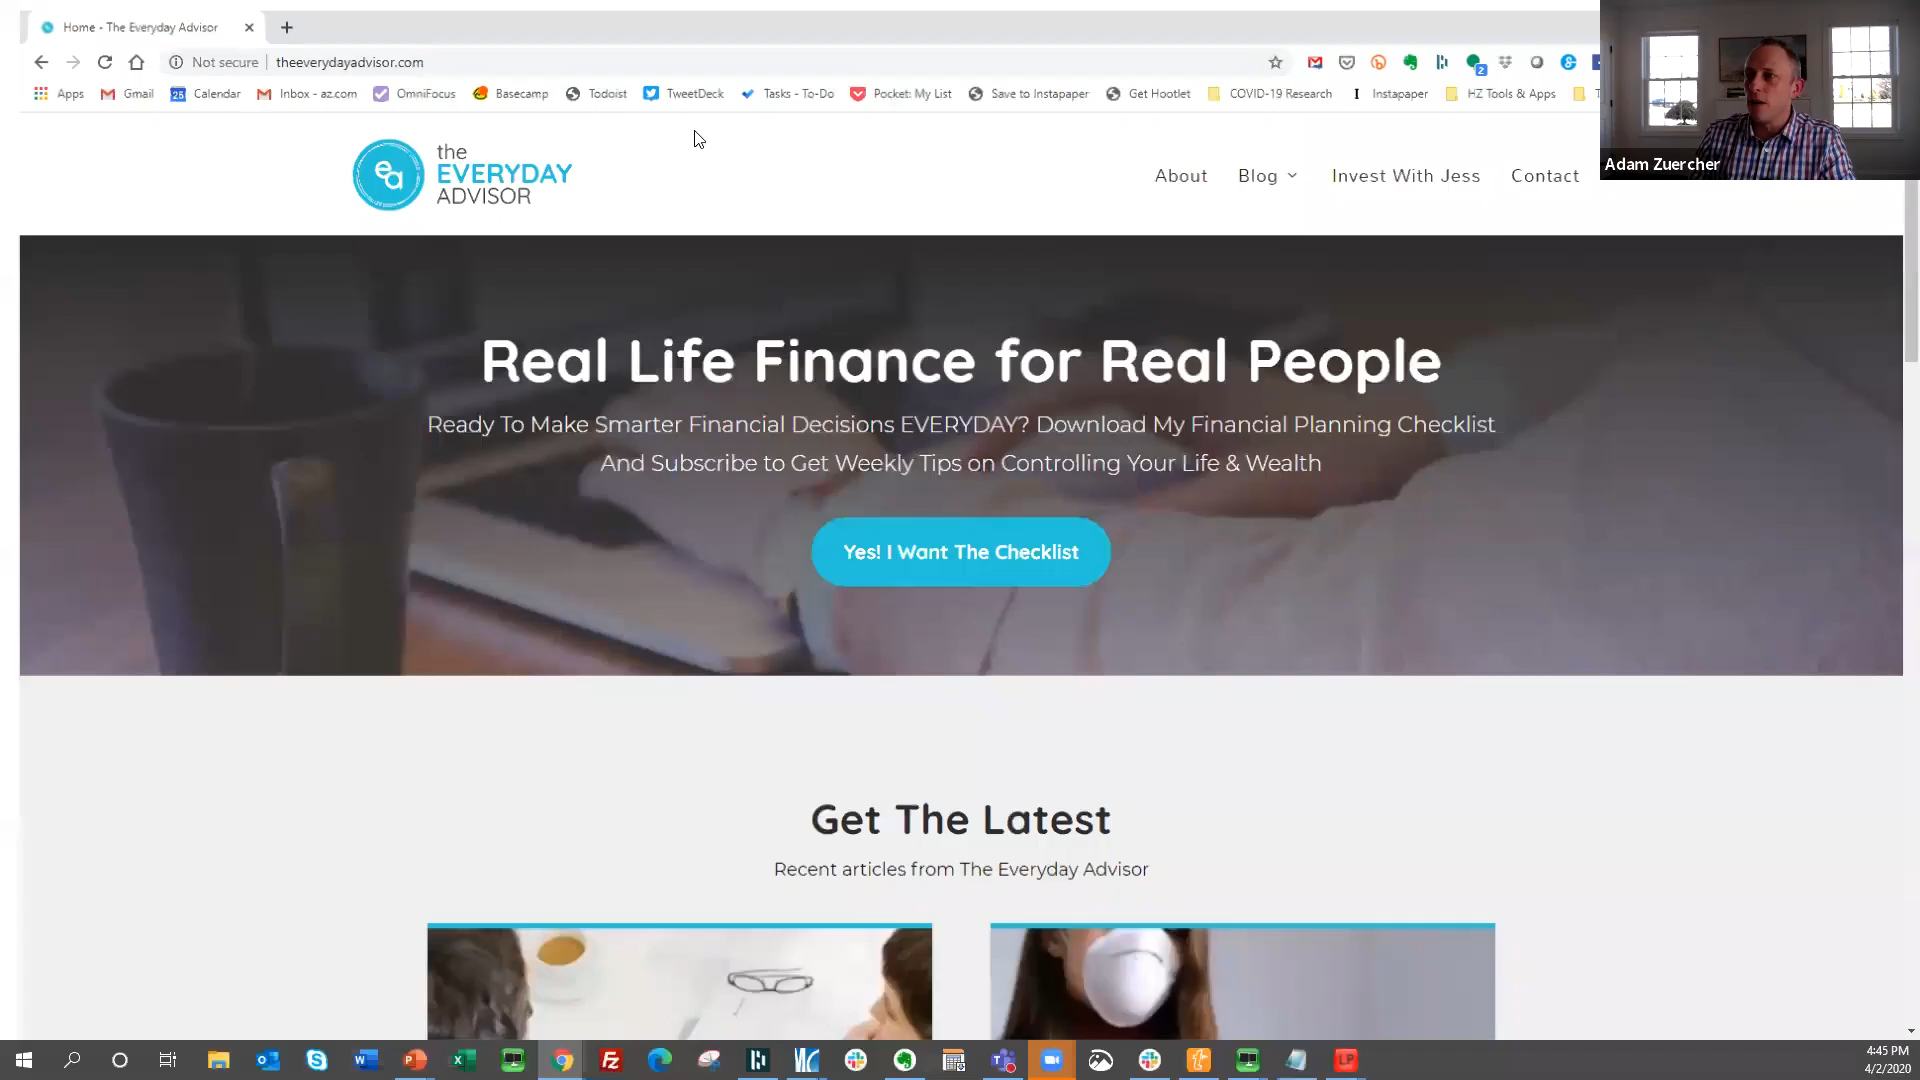 Home - The Everyday Advisor
Not secure theeverydayadvisor.com
2
Apps Gmail 25 Calendar Inbox - az.com OmniFocus Basecamp Todoist TweetDeck Tasks - To-Do Pocket: My List Save to Instapaper Get Hootlet COVID-19 Research I Instapaper HZ Tools & Apps
Adam Zuercher
ea
the
EVERYDAY
ADVISOR
About Blog Invest With Jess Contact
Real Life Finance for Real People
Ready To Make Smarter Financial Decisions EVERYDAY? Download My Financial Planning Checklist
And Subscribe to Get Weekly Tips on Controlling Your Life & Wealth
Yes! I Want The Checklist
Get The Latest
Recent articles from The Everyday Advisor
4:45 PM
4/2/2020